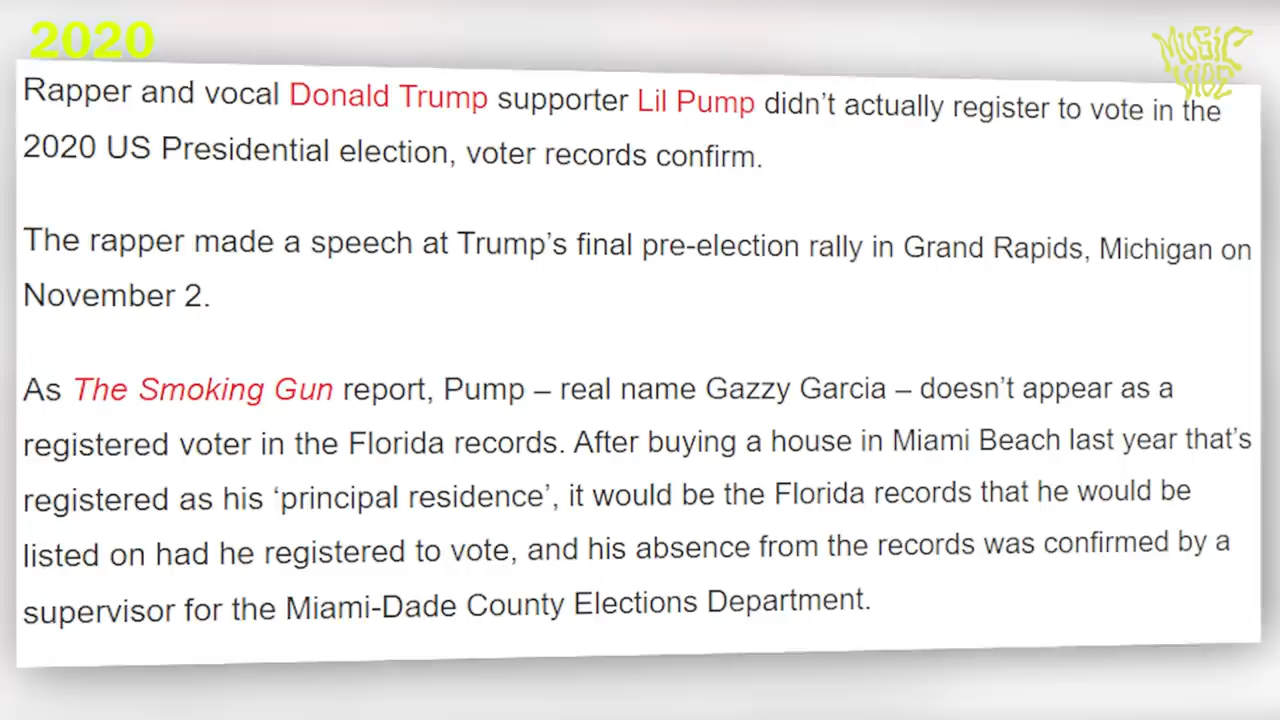 2020
MUSIC
VIBE
Rapper and vocal Donald Trump supporter Lil Pump didn’t actually register to vote in the
2020 US Presidential election, voter records confirm.
The rapper made a speech at Trump’s final pre-election rally in Grand Rapids, Michigan on
November 2.
As The Smoking Gun report, Pump – real name Gazzy Garcia – doesn’t appear as a
registered voter in the Florida records. After buying a house in Miami Beach last year that’s
registered as his ‘principal residence’, it would be the Florida records that he would be
listed on had he registered to vote, and his absence from the records was confirmed by a
supervisor for the Miami-Dade County Elections Department.